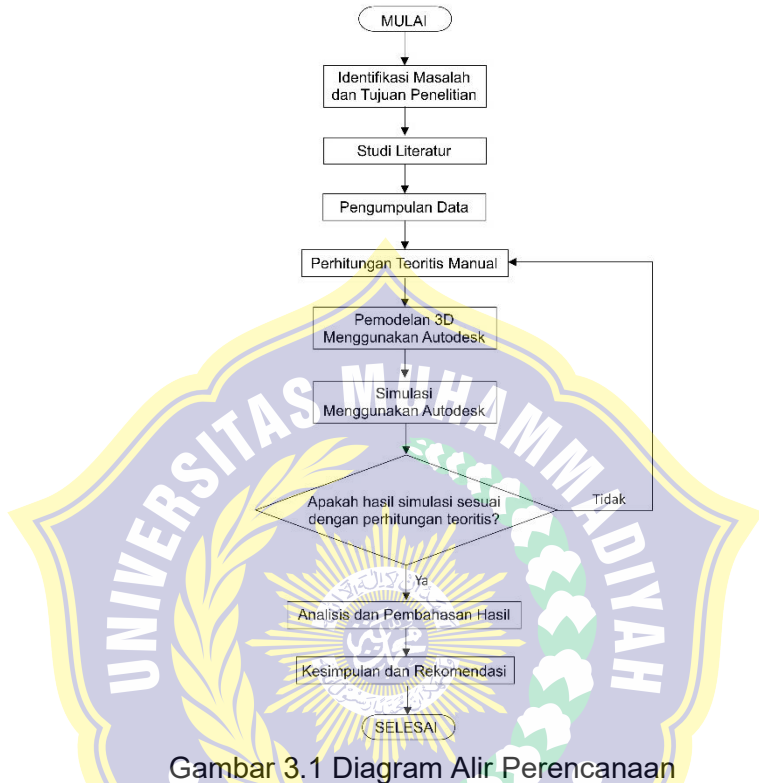 MULAI
Identifikasi Masalah
dan Tujuan Penelitian
Studi Literatur
Pengumpulan Data
Perhitungan Teoritis Manual
Pemodelan 3D
Menggunakan Autodesk
Simulasi
Menggunakan Autodesk
Apakah hasil simulasi sesuai
dengan perhitungan teoritis?
Tidak
Ya
Analisis dan Pembahasan Hasil
Kesimpulan dan Rekomendasi
SELESAI
UNIVERSITAS MUHAMMADIYAH
Gambar 3.1 Diagram Alir Perencanaan